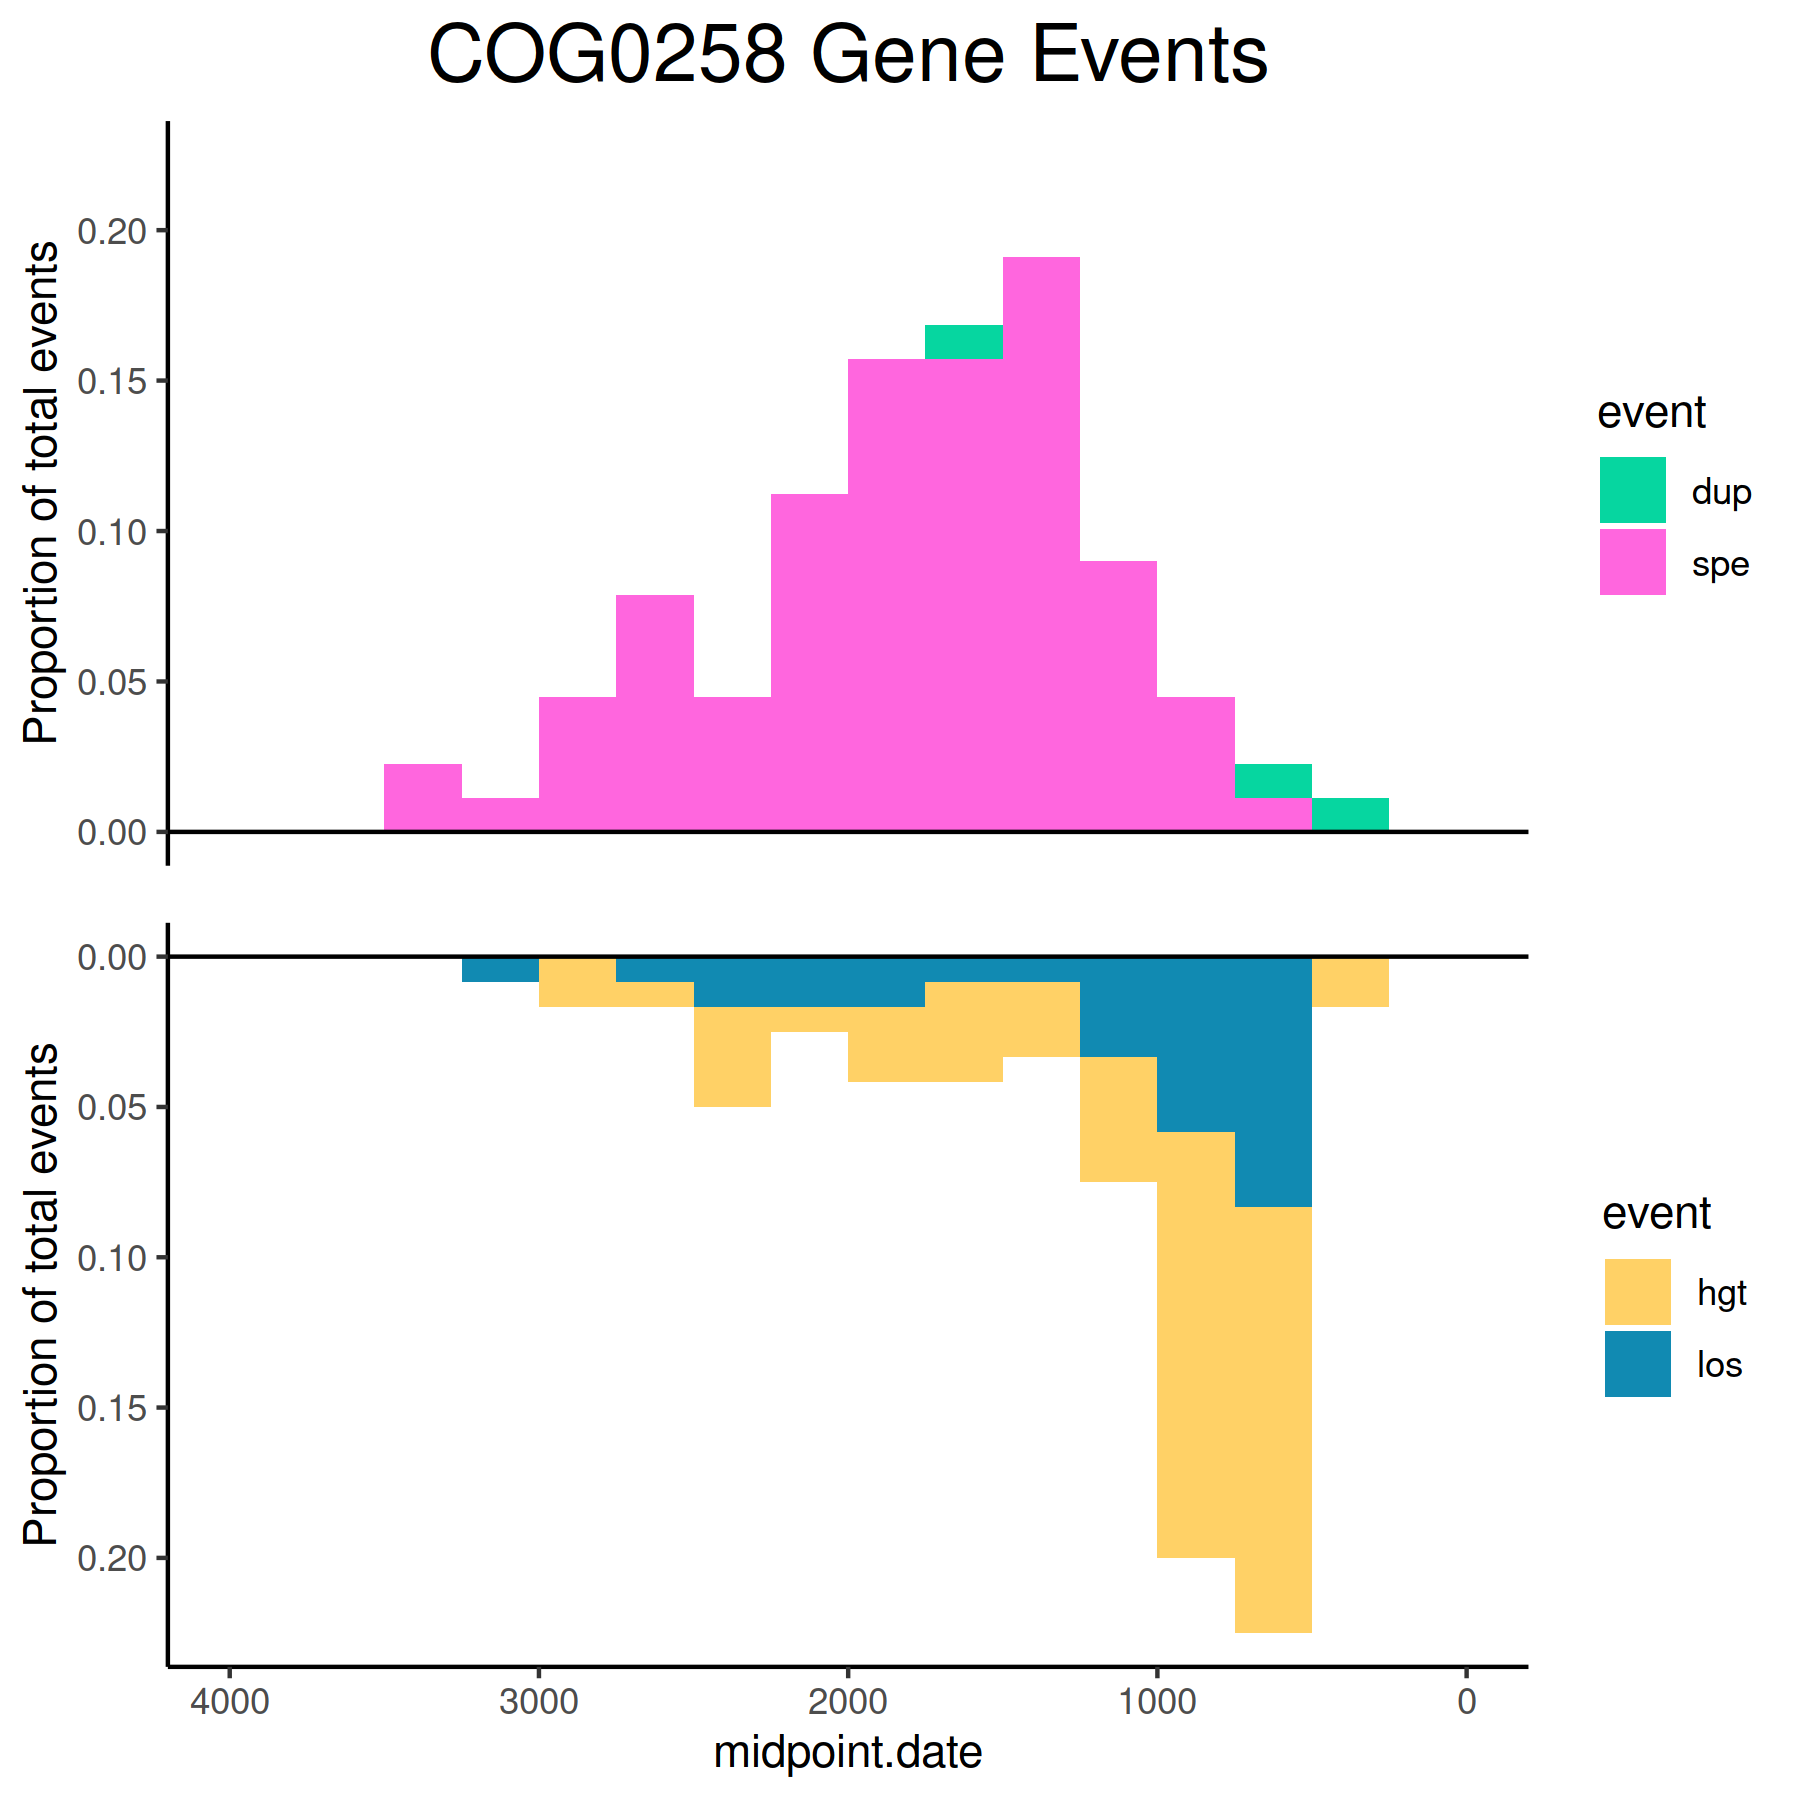 COG0258 Gene Events
Proportion of total events
0.20
0.15
0.10
0.05
0.00
event
dup
spe
Proportion of total events
0.00
0.05
0.10
0.15
0.20
event
hgt
los
4000 3000 2000 1000 0
midpoint.date